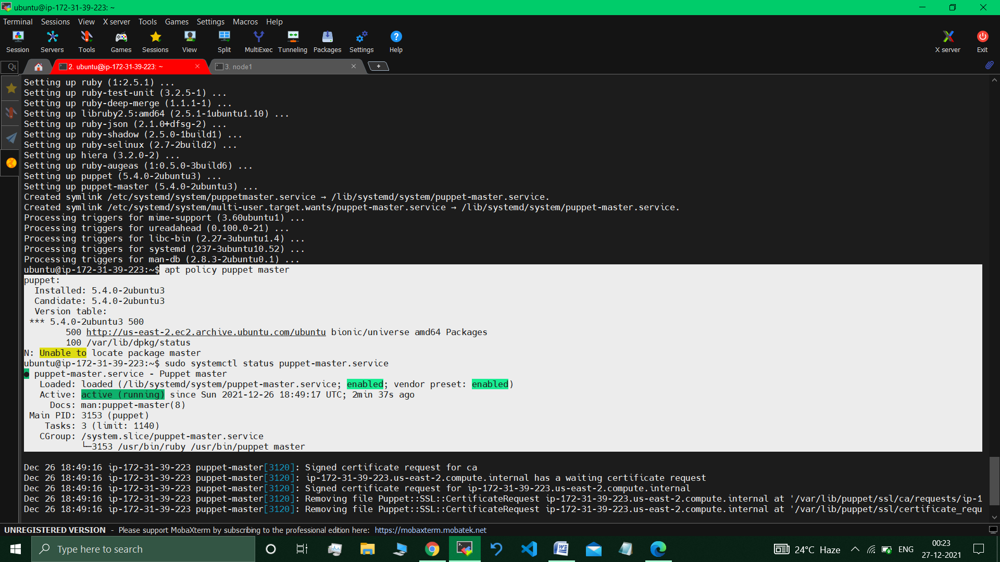 ubuntu@ip-172-31-39-223: ~
Terminal Sessions View X server Tools Games Settings Macros Help
Session Servers Tools Games Sessions View Split MultiExec Tunneling Packages Settings Help X server Exit
2. ubuntu@ip-172-31-39-223: ~ 3. node1
Setting up ruby (1:2.5.1) ...
Setting up ruby-test-unit (3.2.5-1) ...
Setting up ruby-deep-merge (1.1.1-1) ...
Setting up libruby2.5:amd64 (2.5.1-1ubuntu1.10) ...
Setting up ruby-json (2.1.0+dfsg-2) ...
Setting up ruby-shadow (2.5.0-1build1) ...
Setting up ruby-selinux (2.7-2build2) ...
Setting up hiera (3.2.0-2) ...
Setting up ruby-augeas (1:0.5.0-3build6) ...
Setting up puppet (5.4.0-2ubuntu3) ...
Setting up puppet-master (5.4.0-2ubuntu3) ...
Created symlink /etc/systemd/system/puppetmaster.service → /lib/systemd/system/puppet-master.service.
Created symlink /etc/systemd/system/multi-user.target.wants/puppet-master.service → /lib/systemd/system/puppet-master.service.
Processing triggers for mime-support (3.60ubuntu1) ...
Processing triggers for ureadahead (0.100.0-21) ...
Processing triggers for libc-bin (2.27-3ubuntu1.4) ...
Processing triggers for systemd (237-3ubuntu10.52) ...
Processing triggers for man-db (2.8.3-2ubuntu0.1) ...
ubuntu@ip-172-31-39-223:~$ apt policy puppet master
puppet:
  Installed: 5.4.0-2ubuntu3
  Candidate: 5.4.0-2ubuntu3
  Version table:
 *** 5.4.0-2ubuntu3 500
        500 http://us-east-2.ec2.archive.ubuntu.com/ubuntu bionic/universe amd64 Packages
        100 /var/lib/dpkg/status
N: Unable to locate package master
ubuntu@ip-172-31-39-223:~$ sudo systemctl status puppet-master.service
● puppet-master.service - Puppet master
   Loaded: loaded (/lib/systemd/system/puppet-master.service; enabled; vendor preset: enabled)
   Active: active (running) since Sun 2021-12-26 18:49:17 UTC; 2min 37s ago
     Docs: man:puppet-master(8)
 Main PID: 3153 (puppet)
    Tasks: 3 (limit: 1140)
   CGroup: /system.slice/puppet-master.service
           └─3153 /usr/bin/ruby /usr/bin/puppet master
Dec 26 18:49:16 ip-172-31-39-223 puppet-master[3120]: Signed certificate request for ca
Dec 26 18:49:16 ip-172-31-39-223 puppet-master[3120]: ip-172-31-39-223.us-east-2.compute.internal has a waiting certificate request
Dec 26 18:49:16 ip-172-31-39-223 puppet-master[3120]: Signed certificate request for ip-172-31-39-223.us-east-2.compute.internal
Dec 26 18:49:16 ip-172-31-39-223 puppet-master[3120]: Removing file Puppet::SSL::CertificateRequest ip-172-31-39-223.us-east-2.compute.internal at '/var/lib/puppet/ssl/ca/requests/ip-1
Dec 26 18:49:16 ip-172-31-39-223 puppet-master[3120]: Removing file Puppet::SSL::CertificateRequest ip-172-31-39-223.us-east-2.compute.internal at '/var/lib/puppet/ssl/certificate_requ
UNREGISTERED VERSION - Please support MobaXterm by subscribing to the professional edition here: https://mobaxterm.mobatek.net
Type here to search 24°C Haze ENG 00:23
27-12-2021